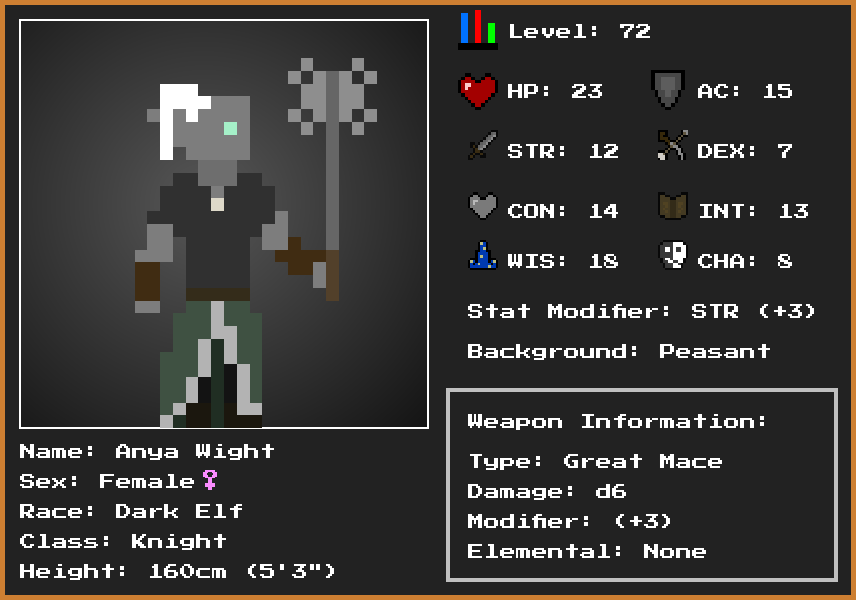 Level: 72
HP: 23 AC: 15
STR: 12 DEX: 7
CON: 14 INT: 13
WIS: 18 CHA: 8
Stat Modifier: STR (+3)
Background: Peasant
Weapon Information:
Type: Great Mace
Damage: d6
Modifier: (+3)
Elemental: None
Name: Anya Wight
Sex: Female♀
Race: Dark Elf
Class: Knight
Height: 160cm (5'3")